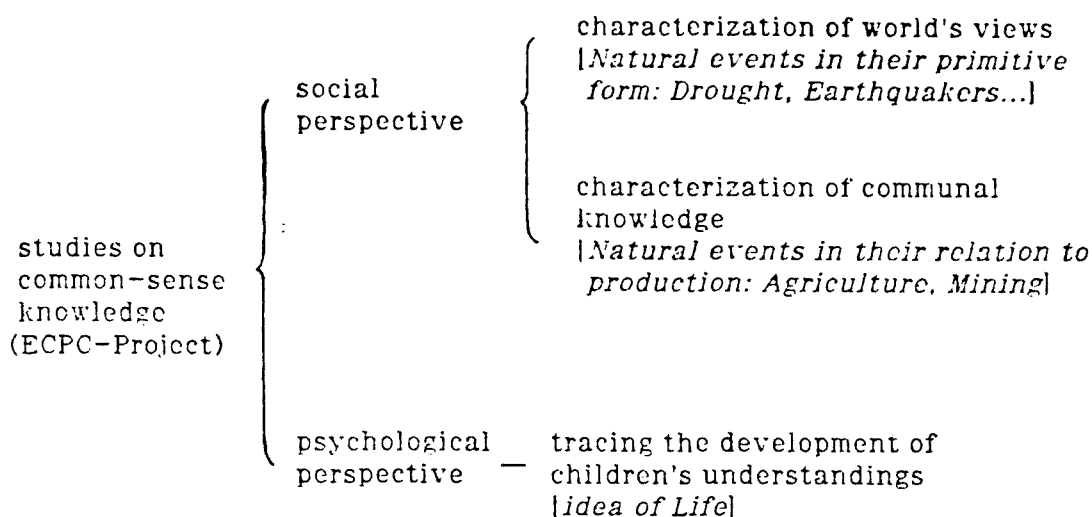 studies on
common-sense
knowledge
(ECPC-Project)
social
perspective
characterization of world's views
|Natural events in their primitive
form: Drought, Earthquakers...|
characterization of communal
knowledge
|Natural events in their relation to
production: Agriculture, Mining|
psychological
perspective
— tracing the development of
children's understandings
|idea of Life|